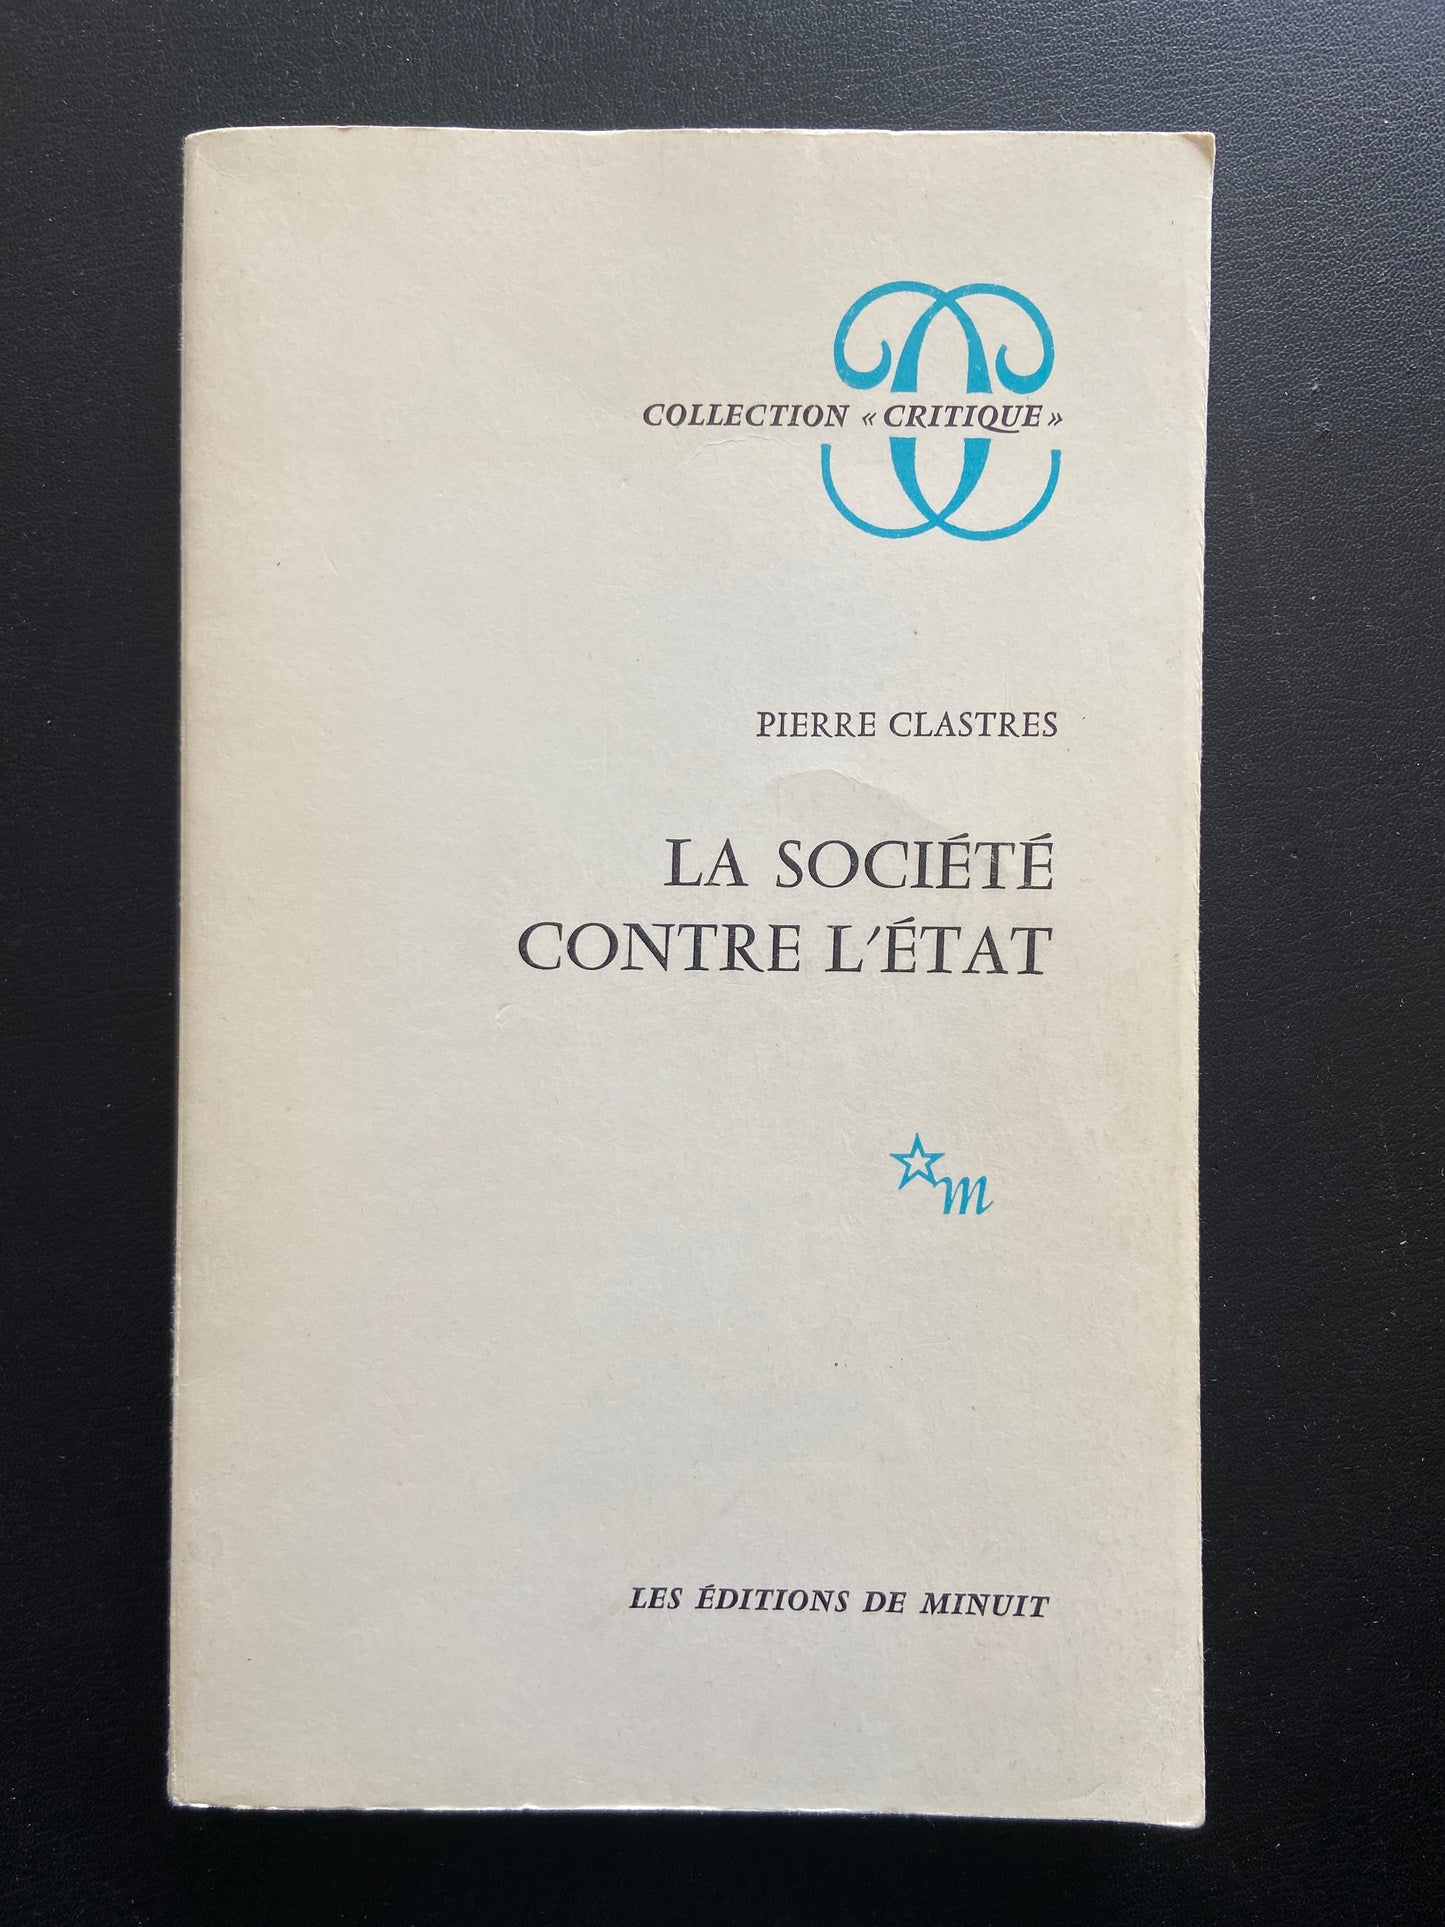 COLLECTION « CRITIQUE »
PIERRE CLASTRES
LA SOCIÉTÉ
CONTRE L'ÉTAT
m
LES ÉDITIONS DE MINUIT